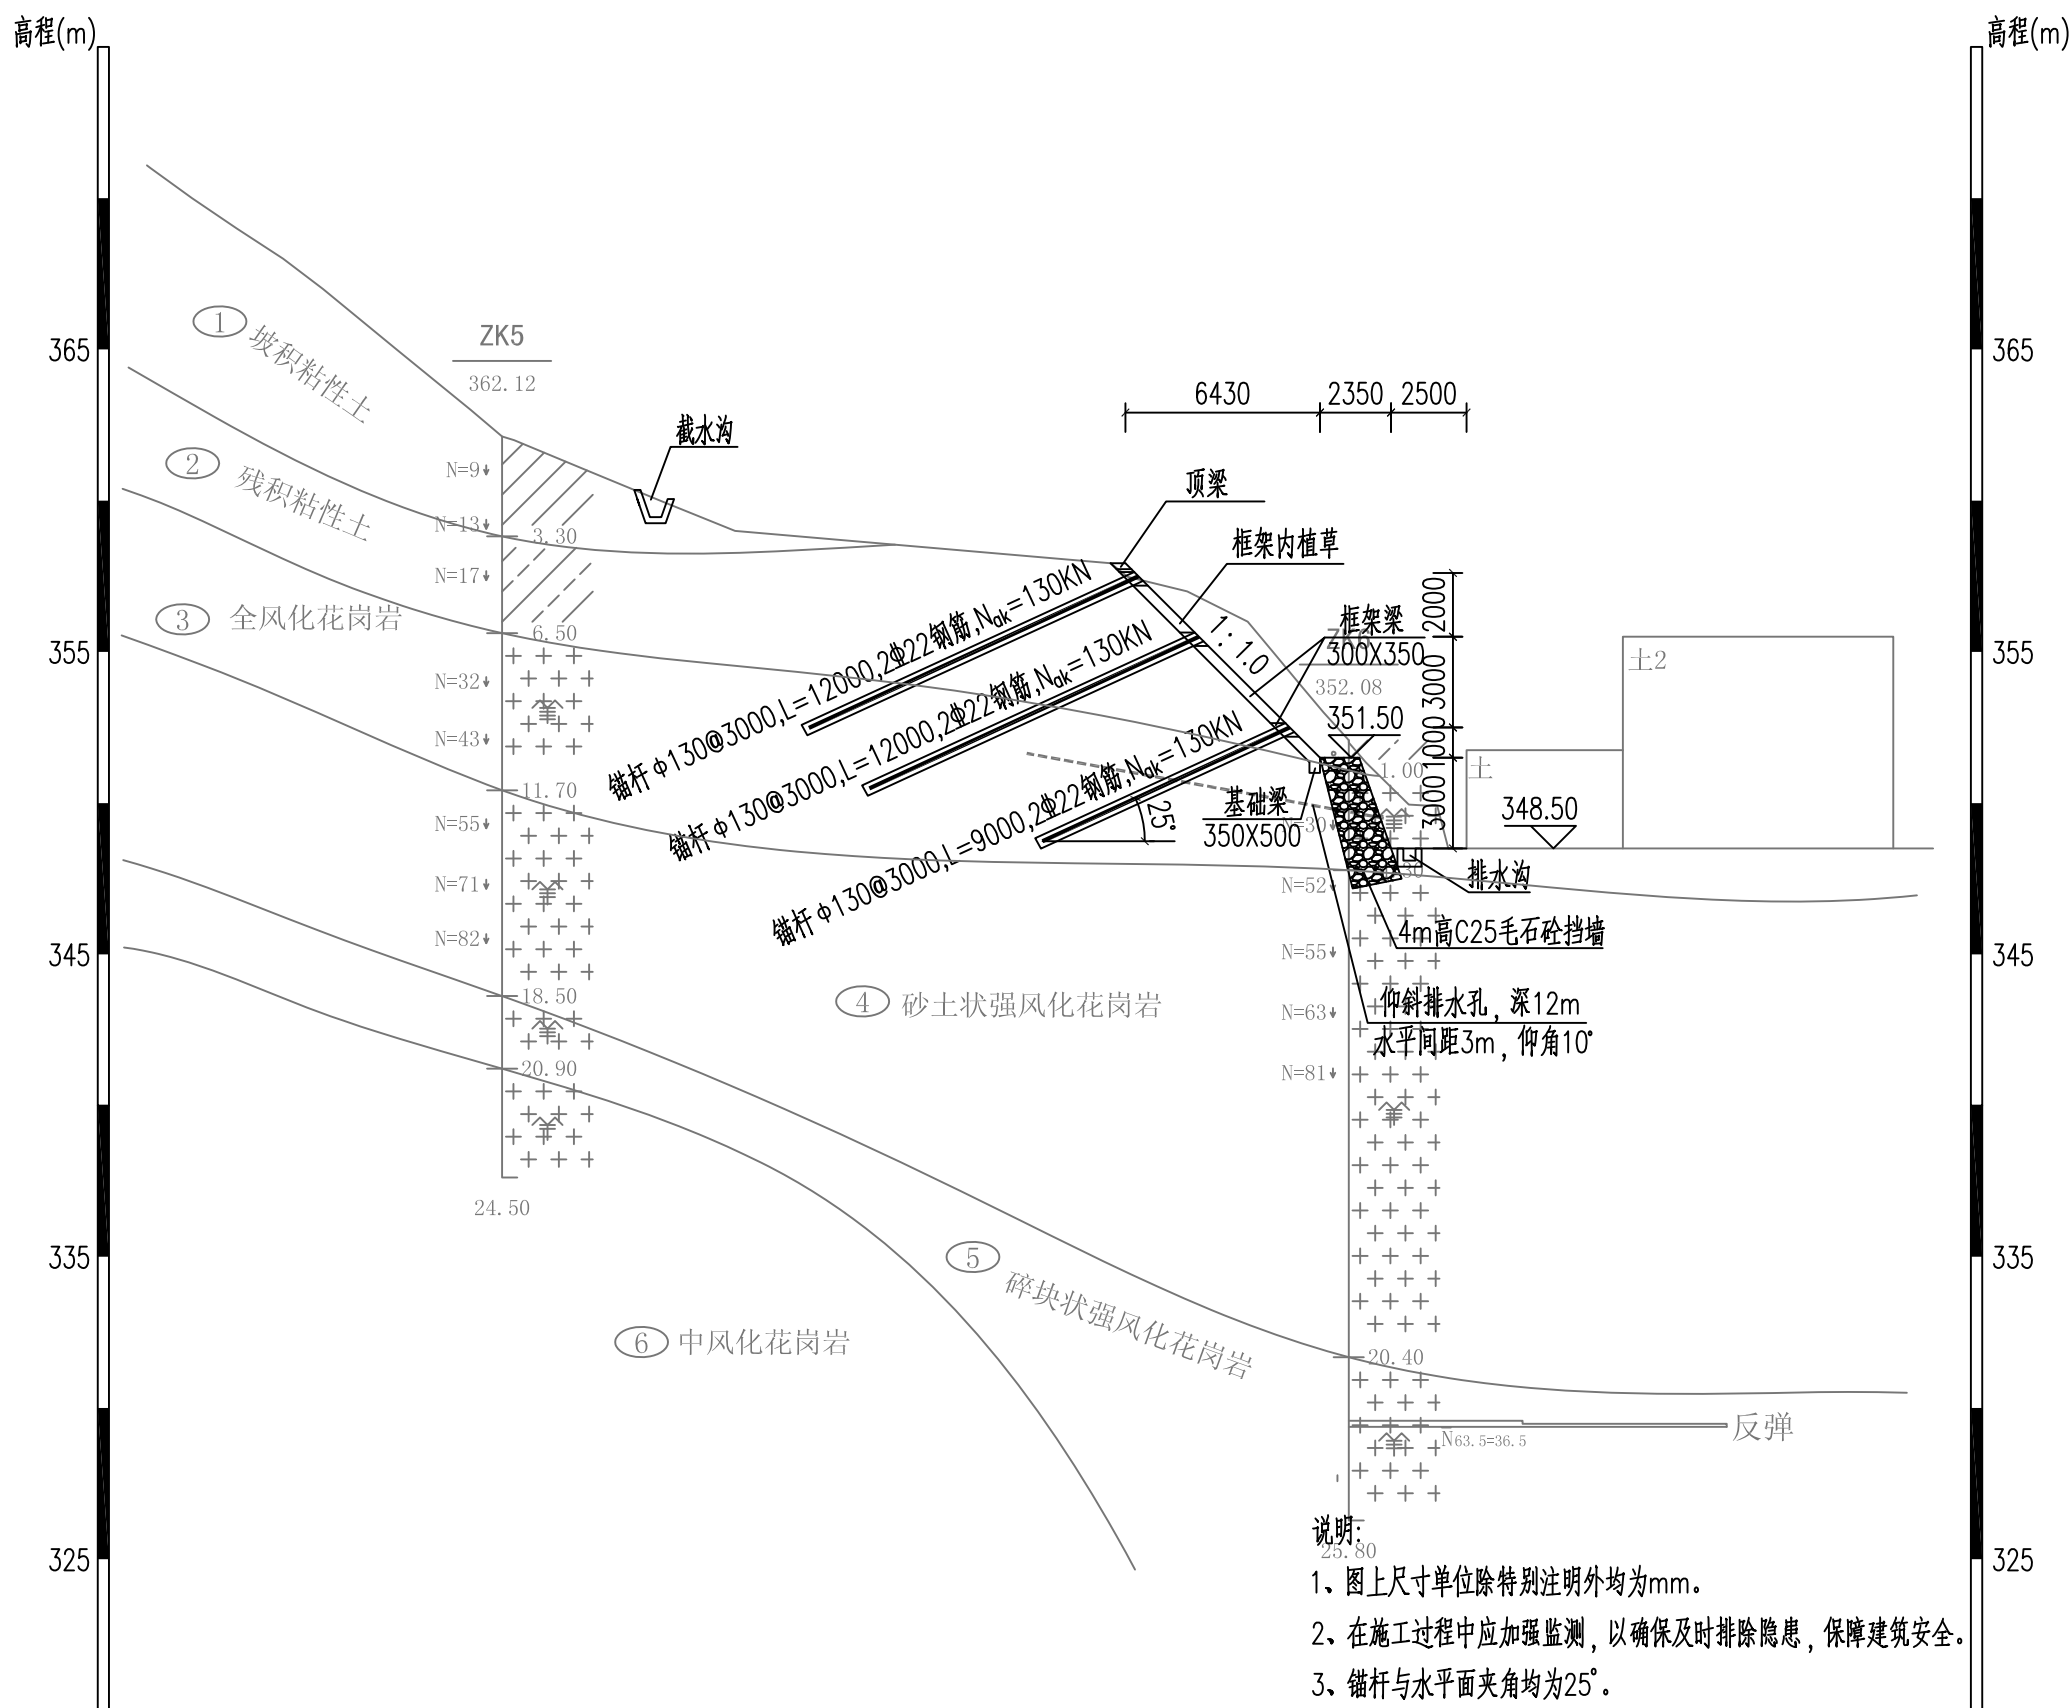 高程(m)
高程(m)
365
355
345
335
325
365
355
345
335
325
① 坡积粘性土
② 残积粘性土
③ 全风化花岗岩
④ 砂土状强风化花岗岩
⑤ 碎块状强风化花岗岩
⑥ 中风化花岗岩
ZK5
362.12
N=9
N=13
N=17
N=32
N=43
N=55
N=71
N=82
3.30
6.50
11.70
18.50
20.90
24.50
截水沟
6430
2350
2500
顶梁
框架内植草
框架梁
300X350
1:1.0
352.08
351.50
2000
3000
1000
3000
锚杆φ130@3000,L=12000,2φ22钢筋,Nak=130KN
锚杆φ130@3000,L=12000,2φ22钢筋,Nak=130KN
锚杆φ130@3000,L=9000,2φ22钢筋,Nak=130KN
25°
基础梁
350X500
1.00
土
土2
348.50
排水沟
4m高C25毛石砼挡墙
仰斜排水孔,深12m
水平间距3m,仰角10°
N=30
N=52
N=55
N=63
N=81
20.40
N63.5=36.5
反弹
25.80
说明:
1、图上尺寸单位除特别注明外均为mm。
2、在施工过程中应加强监测,以确保及时排除隐患,保障建筑安全。
3、锚杆与水平面夹角均为25°。